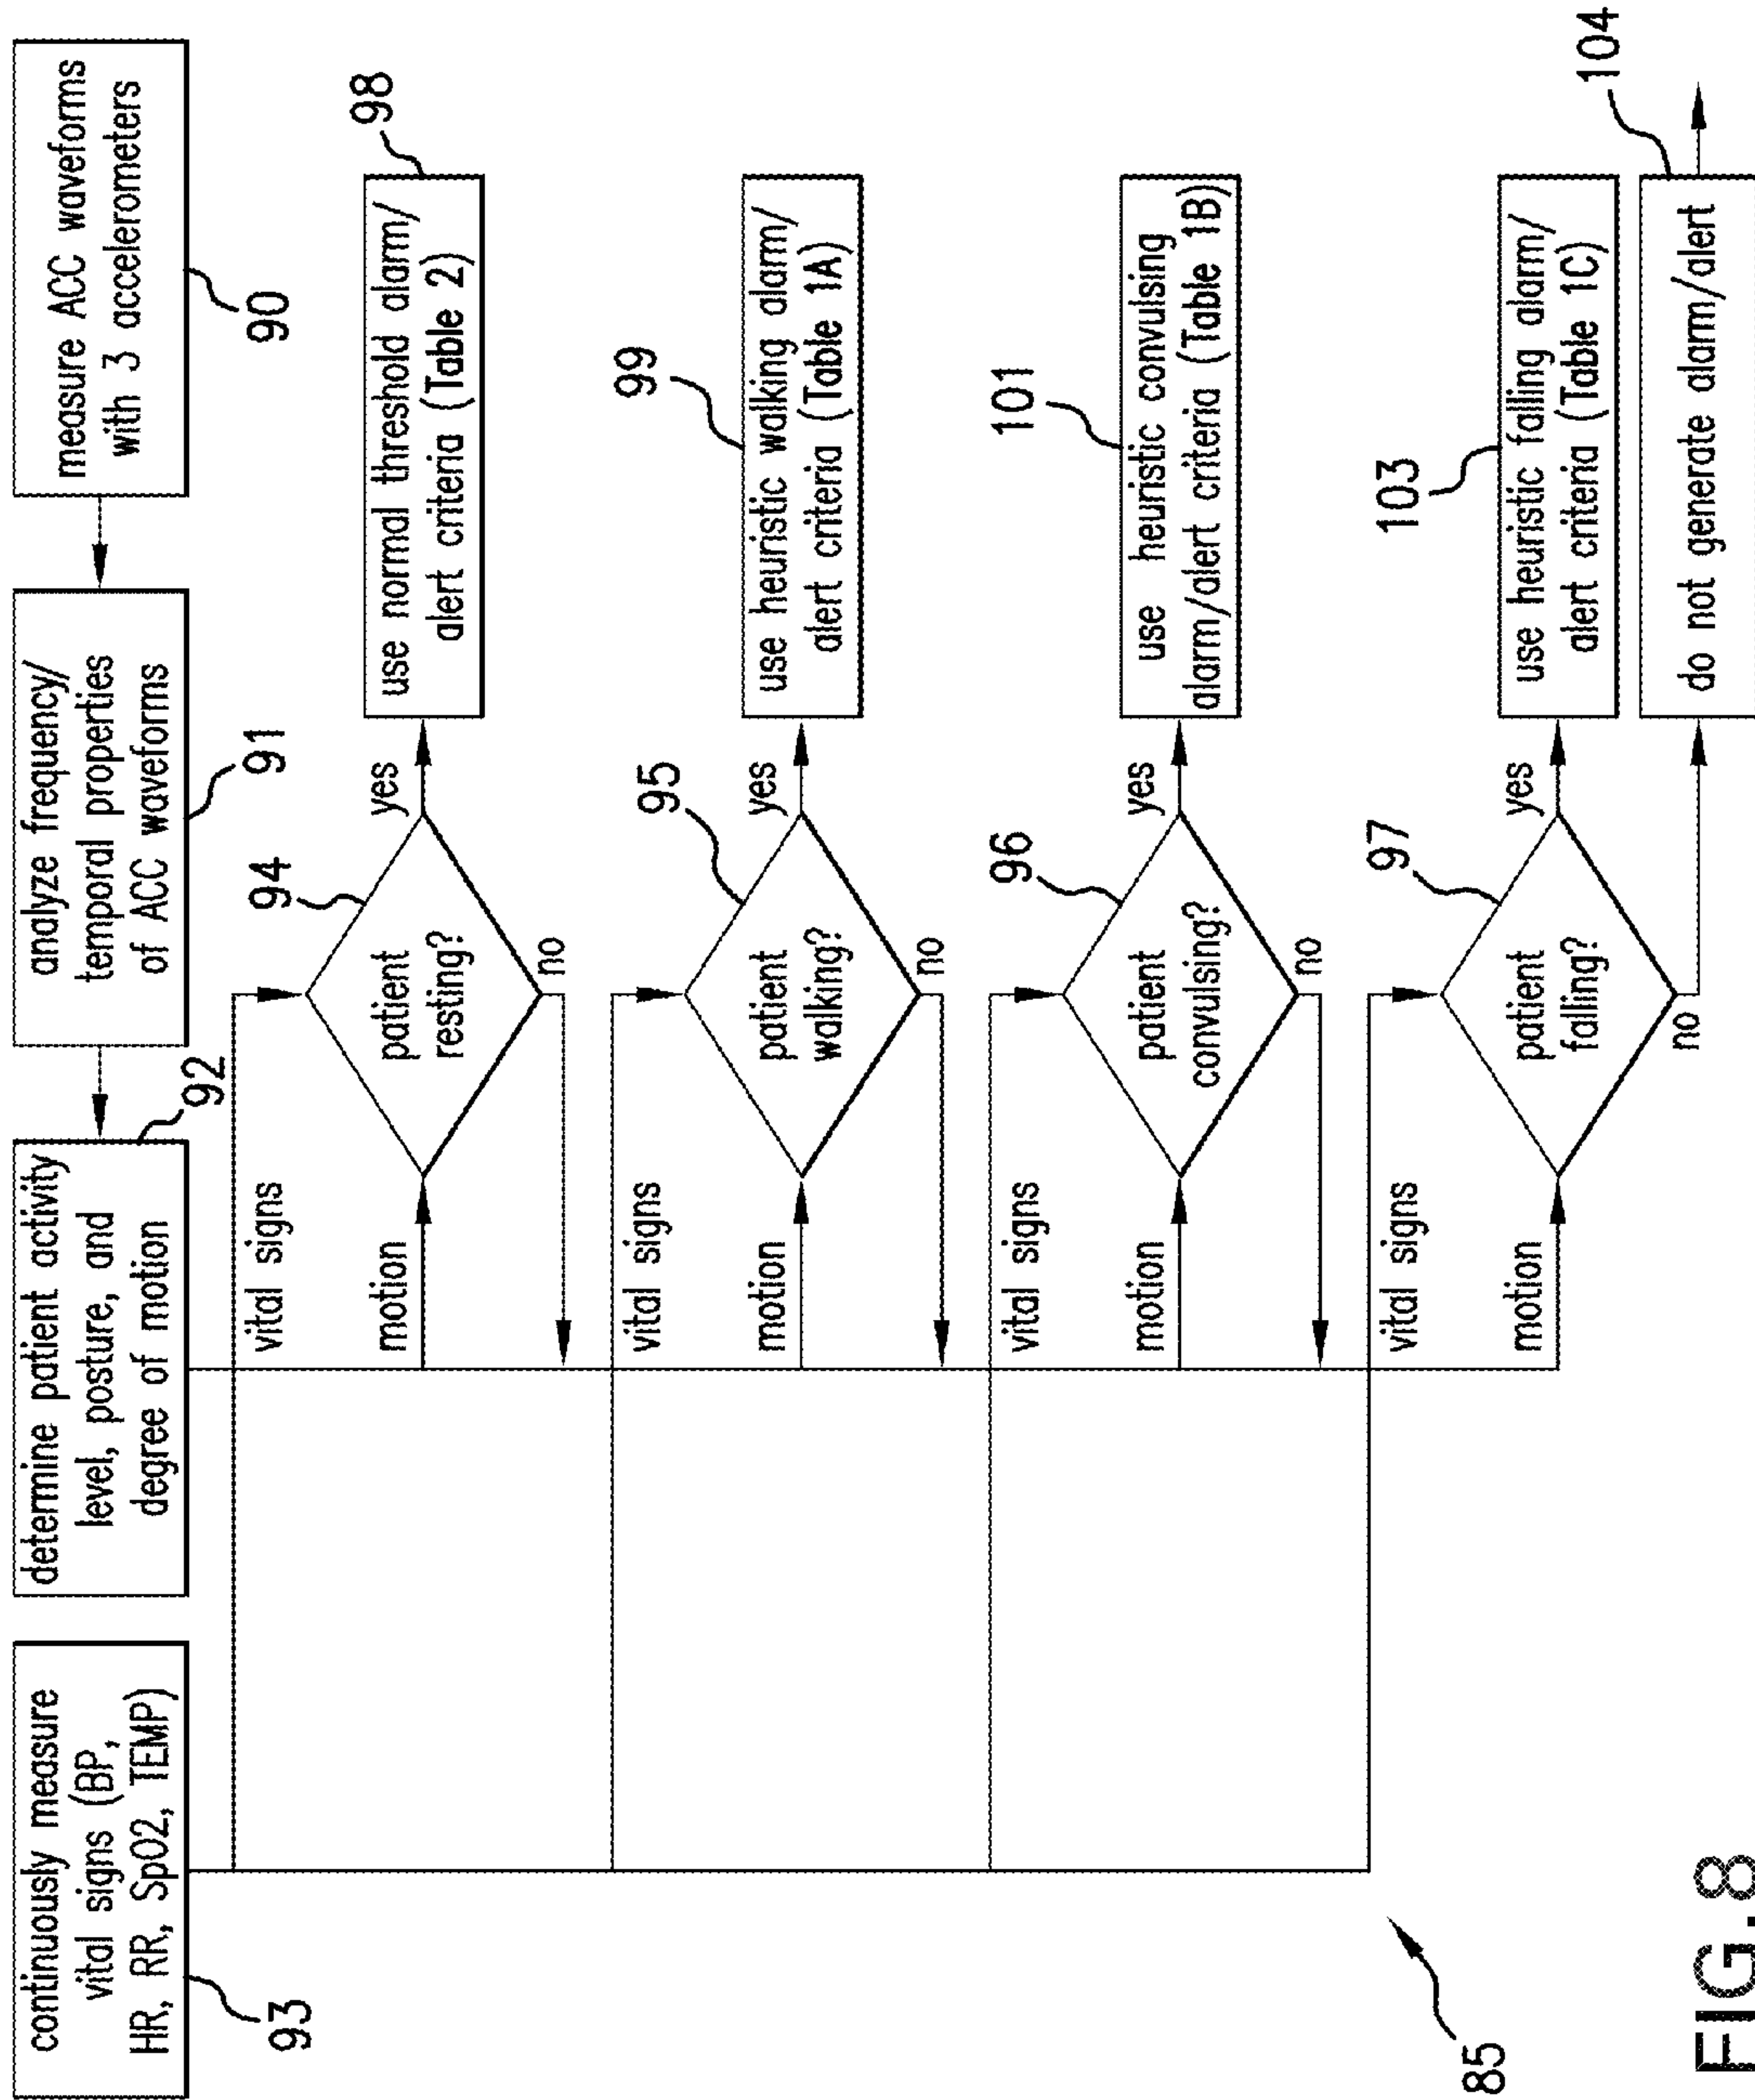 continuously measure
vital signs (BP,
HR, RR, SpO2, TEMP)
93
determine patient activity
level, posture, and
degree of motion
92
analyze frequency/
temporal properties
of ACC waveforms
91
measure ACC waveforms
with 3 accelerometers
90
vital signs
motion
patient
resting?
94
yes
no
use normal threshold alarm/
alert criteria (Table 2)
98
vital signs
motion
patient
walking?
95
yes
no
use heuristic walking alarm/
alert criteria (Table 1A)
99
vital signs
motion
patient
convulsing?
96
yes
no
use heuristic convulsing
alarm/alert criteria (Table 1B)
101
vital signs
motion
patient
falling?
97
yes
no
use heuristic falling alarm/
alert criteria (Table 1C)
103
do not generate alarm/alert
104
85
FIG.8